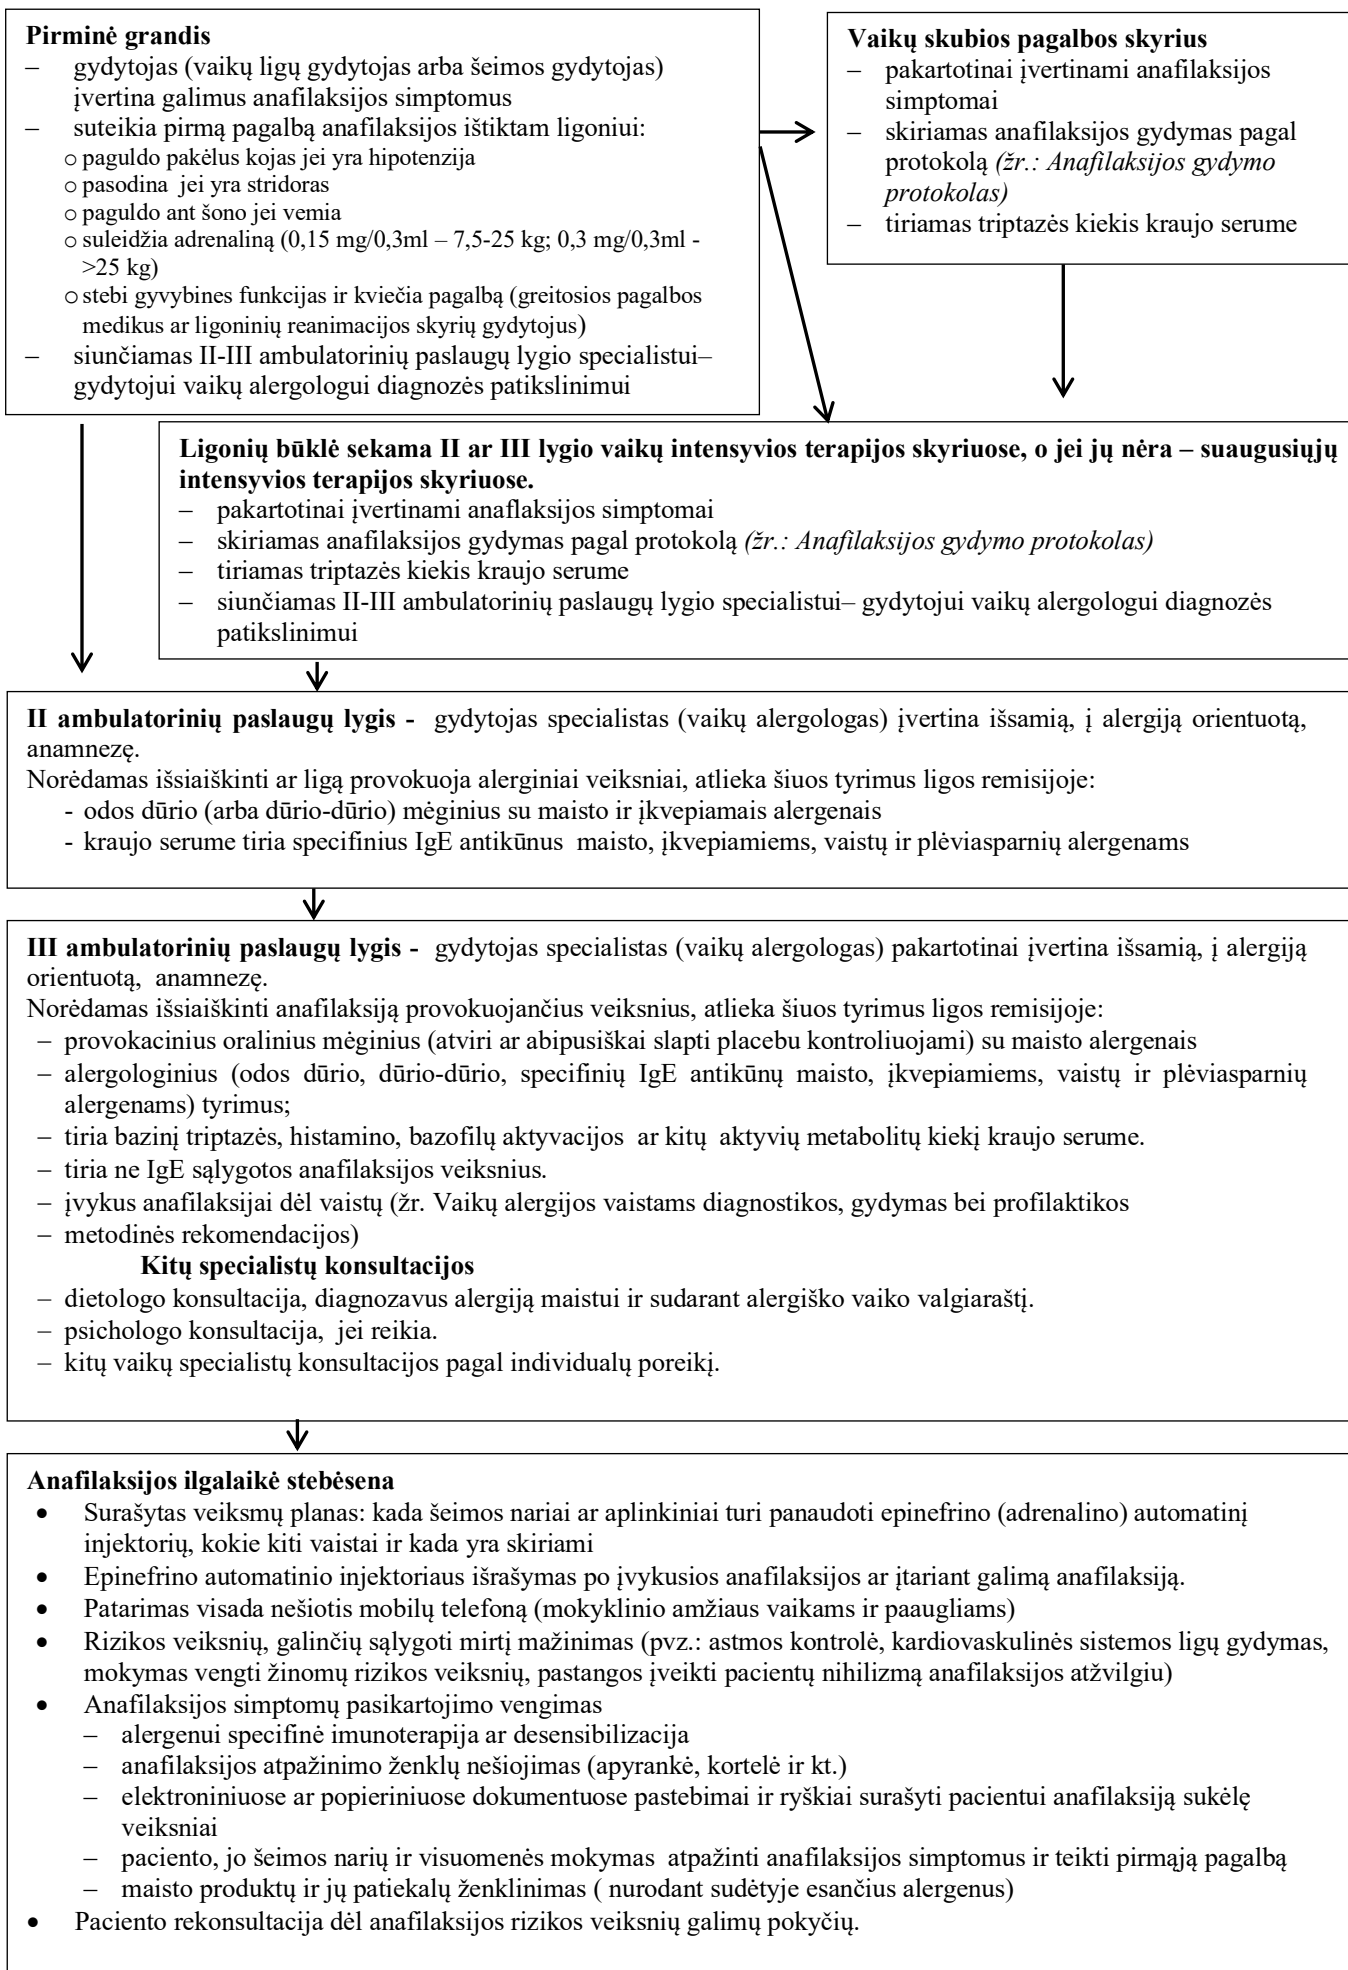 Pirminė grandis
– gydytojas (vaikų ligų gydytojas arba šeimos gydytojas)
įvertina galimus anafilaksijos simptomus
– suteikia pirmą pagalbą anafilaksijos ištiktam ligoniui:
o paguldo pakėlus kojas jei yra hipotenzija
o pasodina jei yra stridoras
o paguldo ant šono jei vemia
o suleidžia adrenaliną (0,15 mg/0,3ml – 7,5-25 kg; 0,3 mg/0,3ml -
>25 kg)
o stebi gyvybines funkcijas ir kviečia pagalbą (greitosios pagalbos
medikus ar ligoninių reanimacijos skyrių gydytojus)
– siunčiamas II-III ambulatorinių paslaugų lygio specialistui–
gydytojui vaikų alergologui diagnozės patikslinimui
Vaikų skubios pagalbos skyrius
– pakartotinai įvertinami anafilaksijos
simptomai
– skiriamas anafilaksijos gydymas pagal
protokolą (žr.: Anafilaksijos gydymo
protokolas)
– tiriamas triptazės kiekis kraujo serume
Ligonių būklė sekama II ar III lygio vaikų intensyvios terapijos skyriuose, o jei jų nėra – suaugusiųjų
intensyvios terapijos skyriuose.
– pakartotinai įvertinami anaflaksijos simptomai
– skiriamas anafilaksijos gydymas pagal protokolą (žr.: Anafilaksijos gydymo protokolas)
– tiriamas triptazės kiekis kraujo serume
– siunčiamas II-III ambulatorinių paslaugų lygio specialistui– gydytojui vaikų alergologui diagnozės
patikslinimui
II ambulatorinių paslaugų lygis - gydytojas specialistas (vaikų alergologas) įvertina išsamią, į alergiją orientuotą,
anamnezę.
Norėdamas išsiaiškinti ar ligą provokuoja alerginiai veiksniai, atlieka šiuos tyrimus ligos remisijoje:
- odos dūrio (arba dūrio-dūrio) mėginius su maisto ir įkvepiamais alergenais
- kraujo serume tiria specifinius IgE antikūnus maisto, įkvepiamiems, vaistų ir plėviasparnių alergenams
III ambulatorinių paslaugų lygis - gydytojas specialistas (vaikų alergologas) pakartotinai įvertina išsamią, į alergiją
orientuotą, anamnezę.
Norėdamas išsiaiškinti anafilaksiją provokuojančius veiksnius, atlieka šiuos tyrimus ligos remisijoje:
– provokacinius oralinius mėginius (atviri ar abipusiškai slapti placebu kontroliuojami) su maisto alergenais
– alergologinius (odos dūrio, dūrio-dūrio, specifinių IgE antikūnų maisto, įkvepiamiems, vaistų ir plėviasparnių
alergenams) tyrimus;
– tiria bazinį triptazės, histamino, bazofilų aktyvacijos ar kitų aktyvių metabolitų kiekį kraujo serume.
– tiria ne IgE sąlygotos anafilaksijos veiksnius.
– įvykus anafilaksijai dėl vaistų (žr. Vaikų alergijos vaistams diagnostikos, gydymas bei profilaktikos
– metodinės rekomendacijos)
Kitų specialistų konsultacijos
– dietologo konsultacija, diagnozavus alergiją maistui ir sudarant alergiško vaiko valgiaraštį.
– psichologo konsultacija, jei reikia.
– kitų vaikų specialistų konsultacijos pagal individualų poreikį.
Anafilaksijos ilgalaikė stebėsena
• Surašytas veiksmų planas: kada šeimos nariai ar aplinkiniai turi panaudoti epinefrino (adrenalino) automatinį
injektorių, kokie kiti vaistai ir kada yra skiriami
• Epinefrino automatinio injektoriaus išrašymas po įvykusios anafilaksijos ar įtariant galimą anafilaksiją.
• Patarimas visada nešiotis mobilų telefoną (mokyklinio amžiaus vaikams ir paaugliams)
• Rizikos veiksnių, galinčių sąlygoti mirtį mažinimas (pvz.: astmos kontrolė, kardiovaskulinės sistemos ligų gydymas,
mokymas vengti žinomų rizikos veiksnių, pastangos įveikti pacientų nihilizmą anafilaksijos atžvilgiu)
• Anafilaksijos simptomų pasikartojimo vengimas
– alergenui specifinė imunoterapija ar desensibilizacija
– anafilaksijos atpažinimo ženklų nešiojimas (apyrankė, kortelė ir kt.)
– elektroniniuose ar popieriniuose dokumentuose pastebimai ir ryškiai surašyti pacientui anafilaksiją sukėlę
veiksniai
– paciento, jo šeimos narių ir visuomenės mokymas atpažinti anafilaksijos simptomus ir teikti pirmąją pagalbą
– maisto produktų ir jų patiekalų ženklinimas ( nurodant sudėtyje esančius alergenus)
• Paciento rekonsultacija dėl anafilaksijos rizikos veiksnių galimų pokyčių.